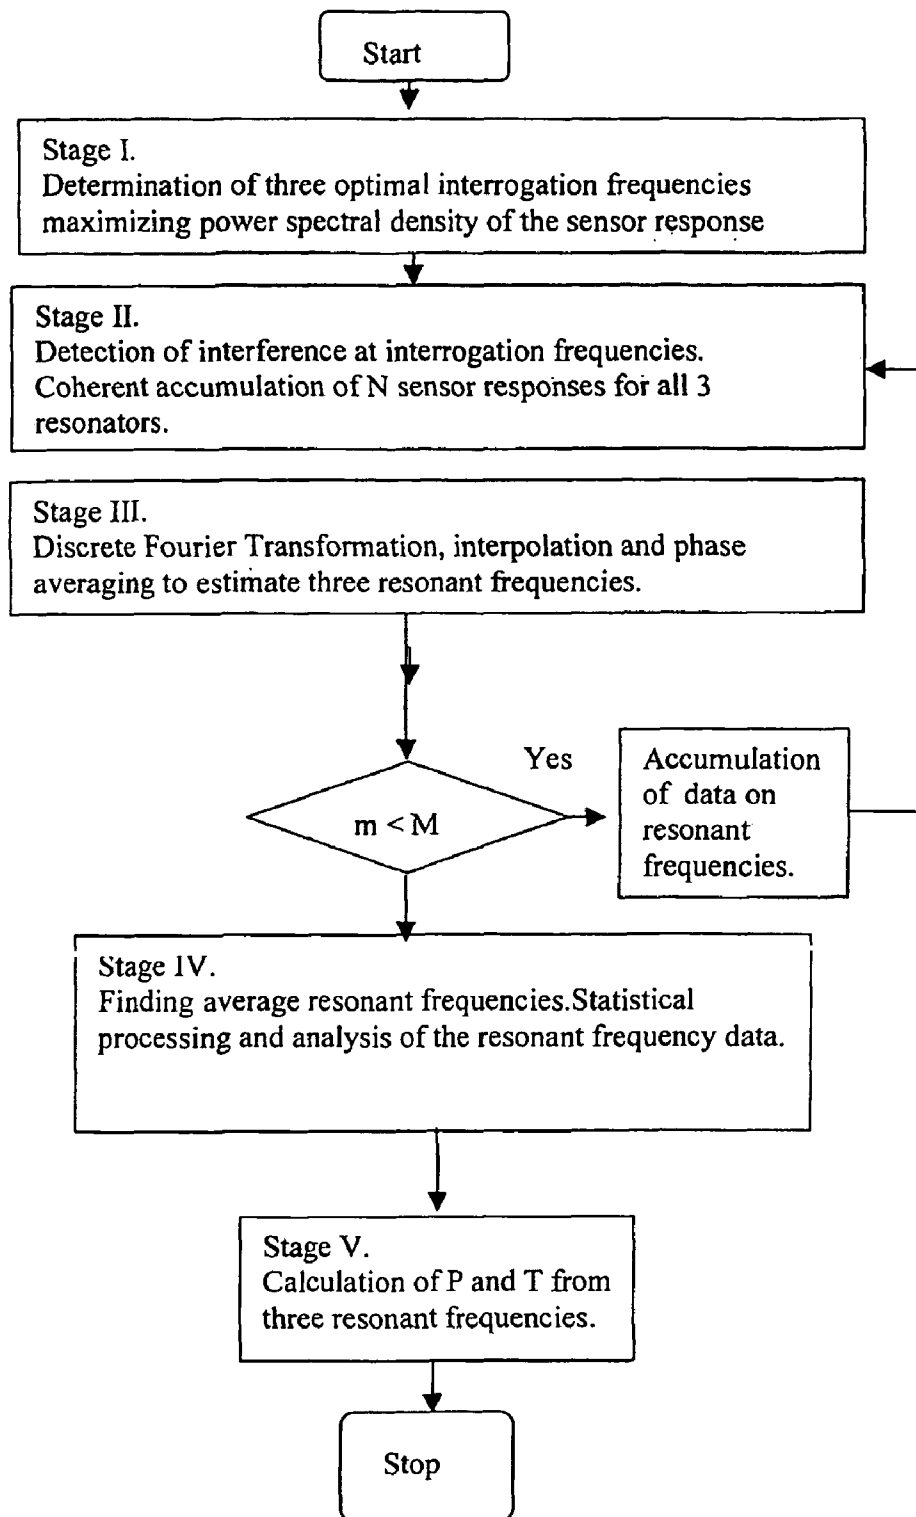 Start
Stage I.
Determination of three optimal interrogation frequencies
maximizing power spectral density of the sensor response
Stage II.
Detection of interference at interrogation frequencies.
Coherent accumulation of N sensor responses for all 3
resonators.
Stage III.
Discrete Fourier Transformation, interpolation and phase
averaging to estimate three resonant frequencies.
Yes
m < M
Accumulation
of data on
resonant
frequencies.
Stage IV.
Finding average resonant frequencies.Statistical
processing and analysis of the resonant frequency data.
Stage V.
Calculation of P and T from
three resonant frequencies.
Stop